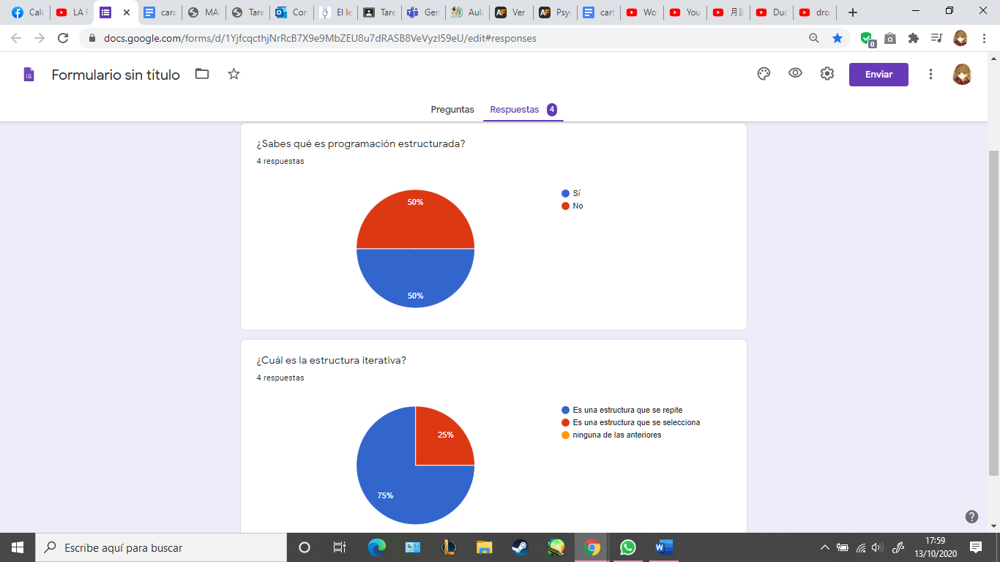 Calc
LA F
cara
MA
Tare
Cor
El le
Tare
Ger
Aula
Ver
Psyc
cart
Wo
You
月詠
Duc
dro
docs.google.com/forms/d/1YjfcqcthjNrRcB7X9e9MbZEU8u7dRASB8VeVyzI59eU/edit#responses
0
Formulario sin título
Enviar
Preguntas
Respuestas 4
¿Sabes qué es programación estructurada?
4 respuestas
50%
50%
Sí
No
¿Cuál es la estructura iterativa?
4 respuestas
25%
75%
Es una estructura que se repite
Es una estructura que se selecciona
ninguna de las anteriores
Escribe aquí para buscar
17:59
13/10/2020